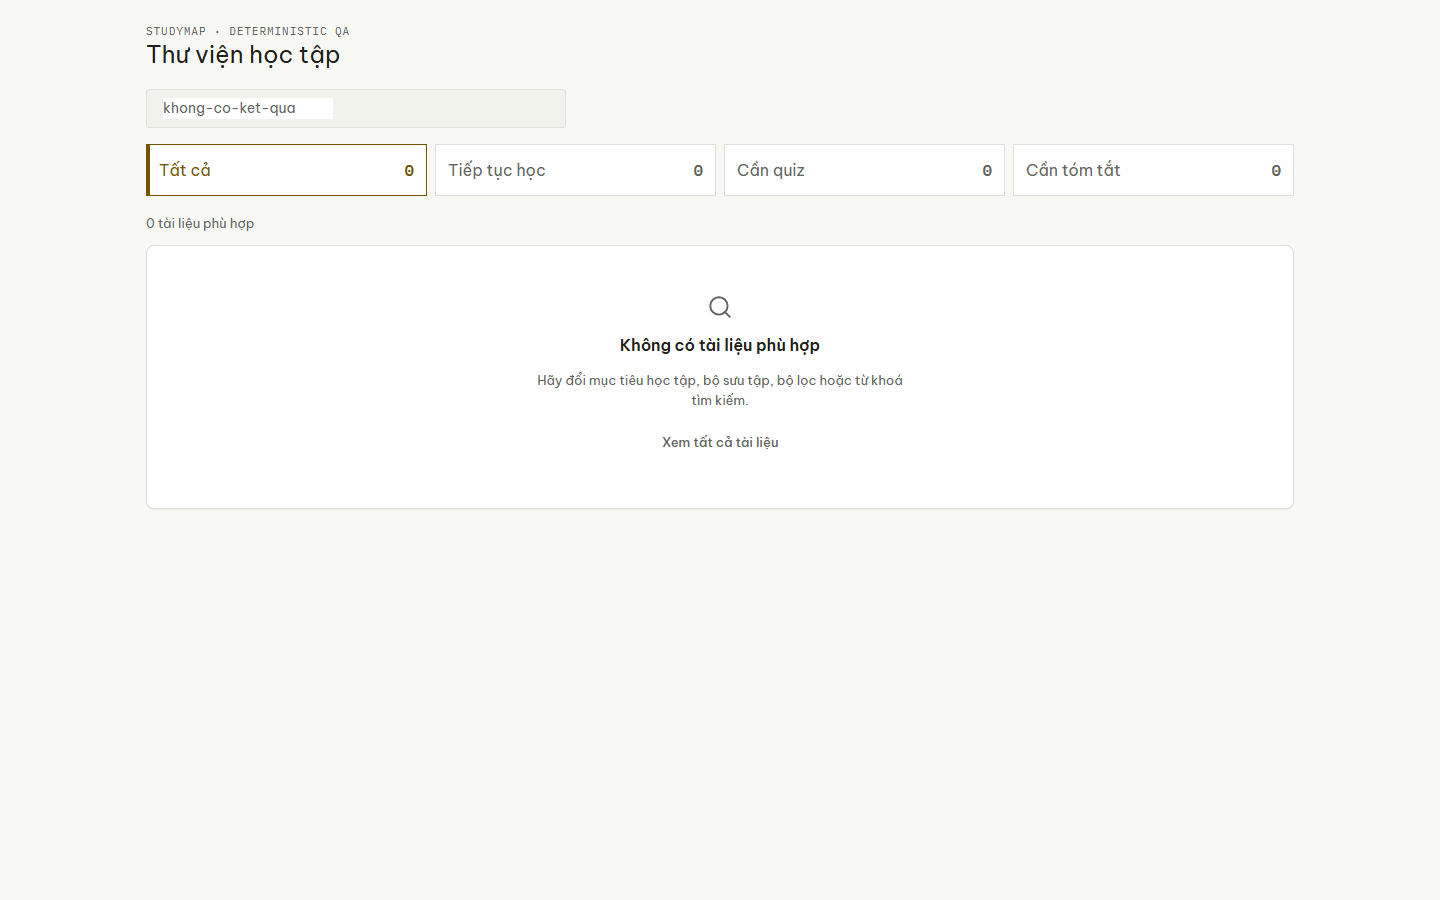 STUDYMAP · DETERMINISTIC QA
Thư viện học tập
khong-co-ket-qua
Tất cả 0
Tiếp tục học 0
Cần quiz 0
Cần tóm tắt 0
0 tài liệu phù hợp
Không có tài liệu phù hợp
Hãy đổi mục tiêu học tập, bộ sưu tập, bộ lọc hoặc từ khoá
tìm kiếm.
Xem tất cả tài liệu